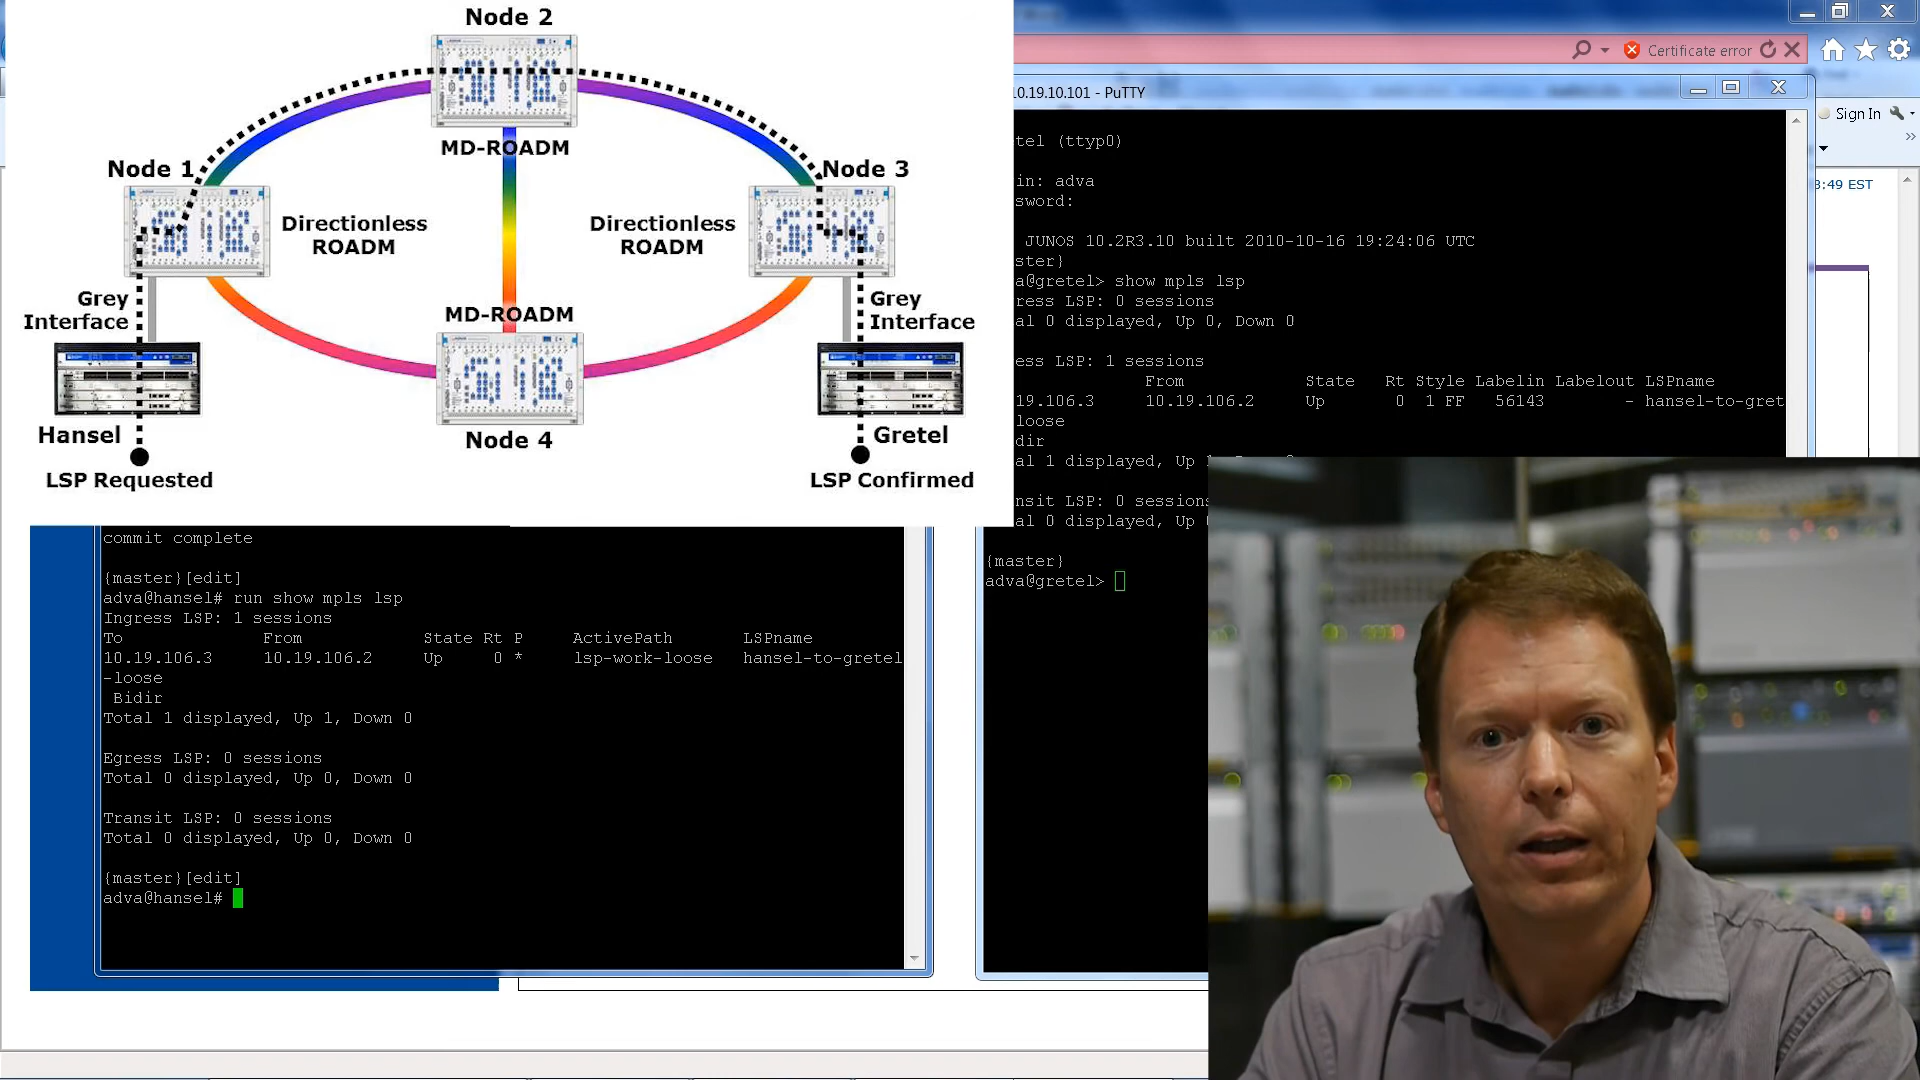 Node 2
MD-ROADM
Node 1
Node 3
Directionless
ROADM
Directionless
ROADM
Grey
Interface
MD-ROADM
Grey
Interface
Hansel
Node 4
Gretel
LSP Requested
LSP Confirmed
Certificate error
Sign In
3:49 EST
0.19.10.101 - PuTTY
tel (ttyp0)
in: adva
sword:
JUNOS 10.2R3.10 built 2010-10-16 19:24:06 UTC
ster}
a@gretel> show mpls lsp
ress LSP: 0 sessions
al 0 displayed, Up 0, Down 0
ess LSP: 1 sessions
From State Rt Style Labelin Labelout LSPname
19.106.3 10.19.106.2 Up 0 1 FF 56143 - hansel-to-gret
loose
dir
al 1 displayed, Up
nsit LSP: 0 sessions
al 0 displayed, Up
{master}
adva@gretel>
commit complete
{master}[edit]
adva@hansel# run show mpls lsp
Ingress LSP: 1 sessions
To From State Rt P ActivePath LSPname
10.19.106.3 10.19.106.2 Up 0 * lsp-work-loose hansel-to-gretel
-loose
Bidir
Total 1 displayed, Up 1, Down 0
Egress LSP: 0 sessions
Total 0 displayed, Up 0, Down 0
Transit LSP: 0 sessions
Total 0 displayed, Up 0, Down 0
{master}[edit]
adva@hansel#